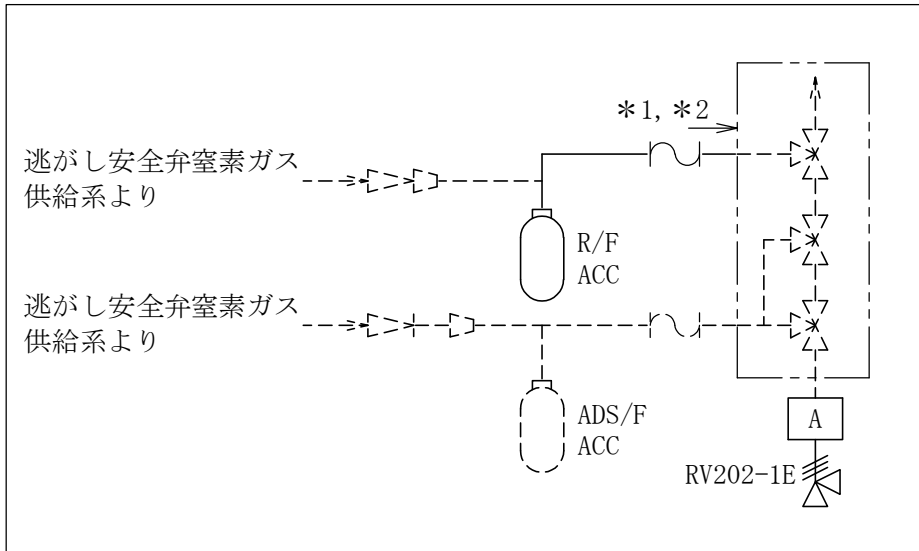 *1, *2
逃がし安全弁窒素ガス
供給系より
R/F
ACC
逃がし安全弁窒素ガス
供給系より
ADS/F
ACC
A
RV202-1E